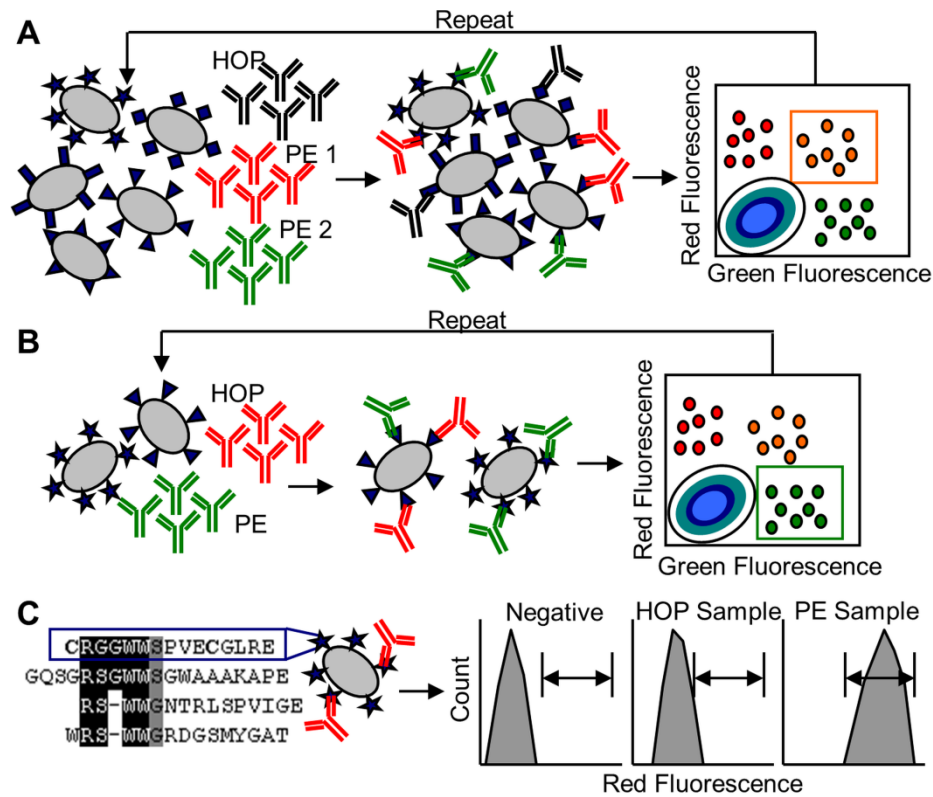 A
Repeat
HOP
PE 1
PE 2
Red Fluorescence
Green Fluorescence
B
Repeat
HOP
PE
Red Fluorescence
Green Fluorescence
C
CRGGWWSPVECGLRE
GQSGRSGWWSGWAAAKAPE
RS-WWGNTRLSPVIGE
WRS-WWGRDGSMYGAT
Negative
HOP Sample
PE Sample
Count
Red Fluorescence